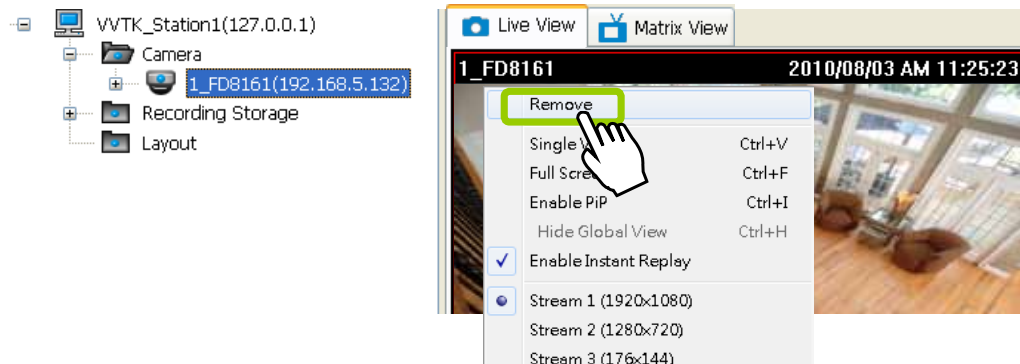 VVTK_Station1(127.0.0.1)
Camera
1_FD8161(192.168.5.132)
Recording Storage
Layout
Live View
Matrix View
1_FD8161 2010/08/03 AM 11:25:23
Remove
Single Ctrl+V
Full Ctrl+F
Enable PiP Ctrl+I
Hide Global View Ctrl+H
Enable Instant Replay
Stream 1 (1920x1080)
Stream 2 (1280x720)
Stream 3 (176x144)